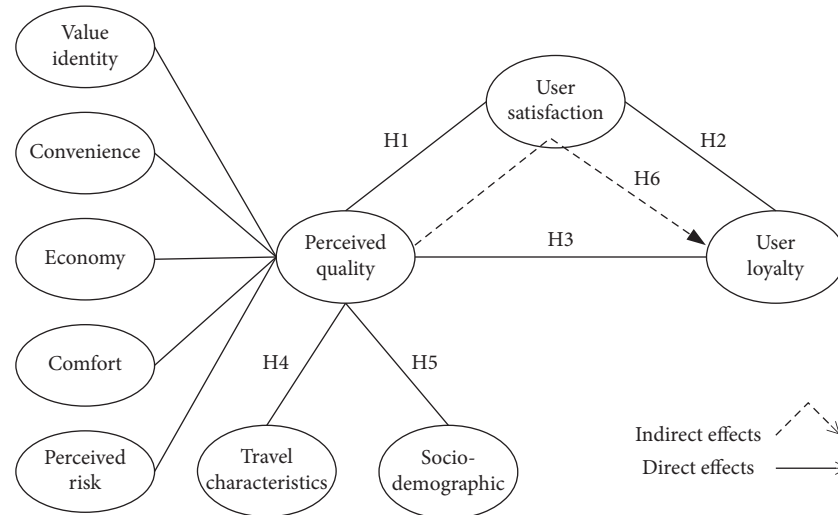 Value
identity
Convenience
Economy
Comfort
Perceived
risk
Perceived
quality
User
satisfaction
User
loyalty
Travel
characteristics
Socio-
demographic
H1
H2
H6
H3
H4
H5
Indirect effects
Direct effects